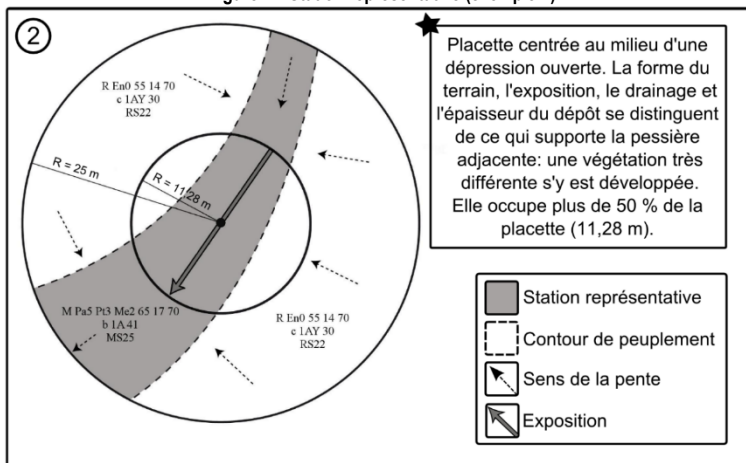 2
R En0 55 14 70
c 1AY 30
RS22
R = 25 m
R = 11,28 m
M Pa5 Pt3 Me2 65 17 70
b 1A 41
MS25
R En0 55 14 70
c 1AY 30
RS22
Placette centrée au milieu d'une
dépression ouverte. La forme du
terrain, l'exposition, le drainage et
l'épaisseur du dépôt se distinguent
de ce qui supporte la pessière
adjacente: une végétation très
différente s'y est développée.
Elle occupe plus de 50 % de la
placette (11,28 m).
Station représentative
Contour de peuplement
Sens de la pente
Exposition